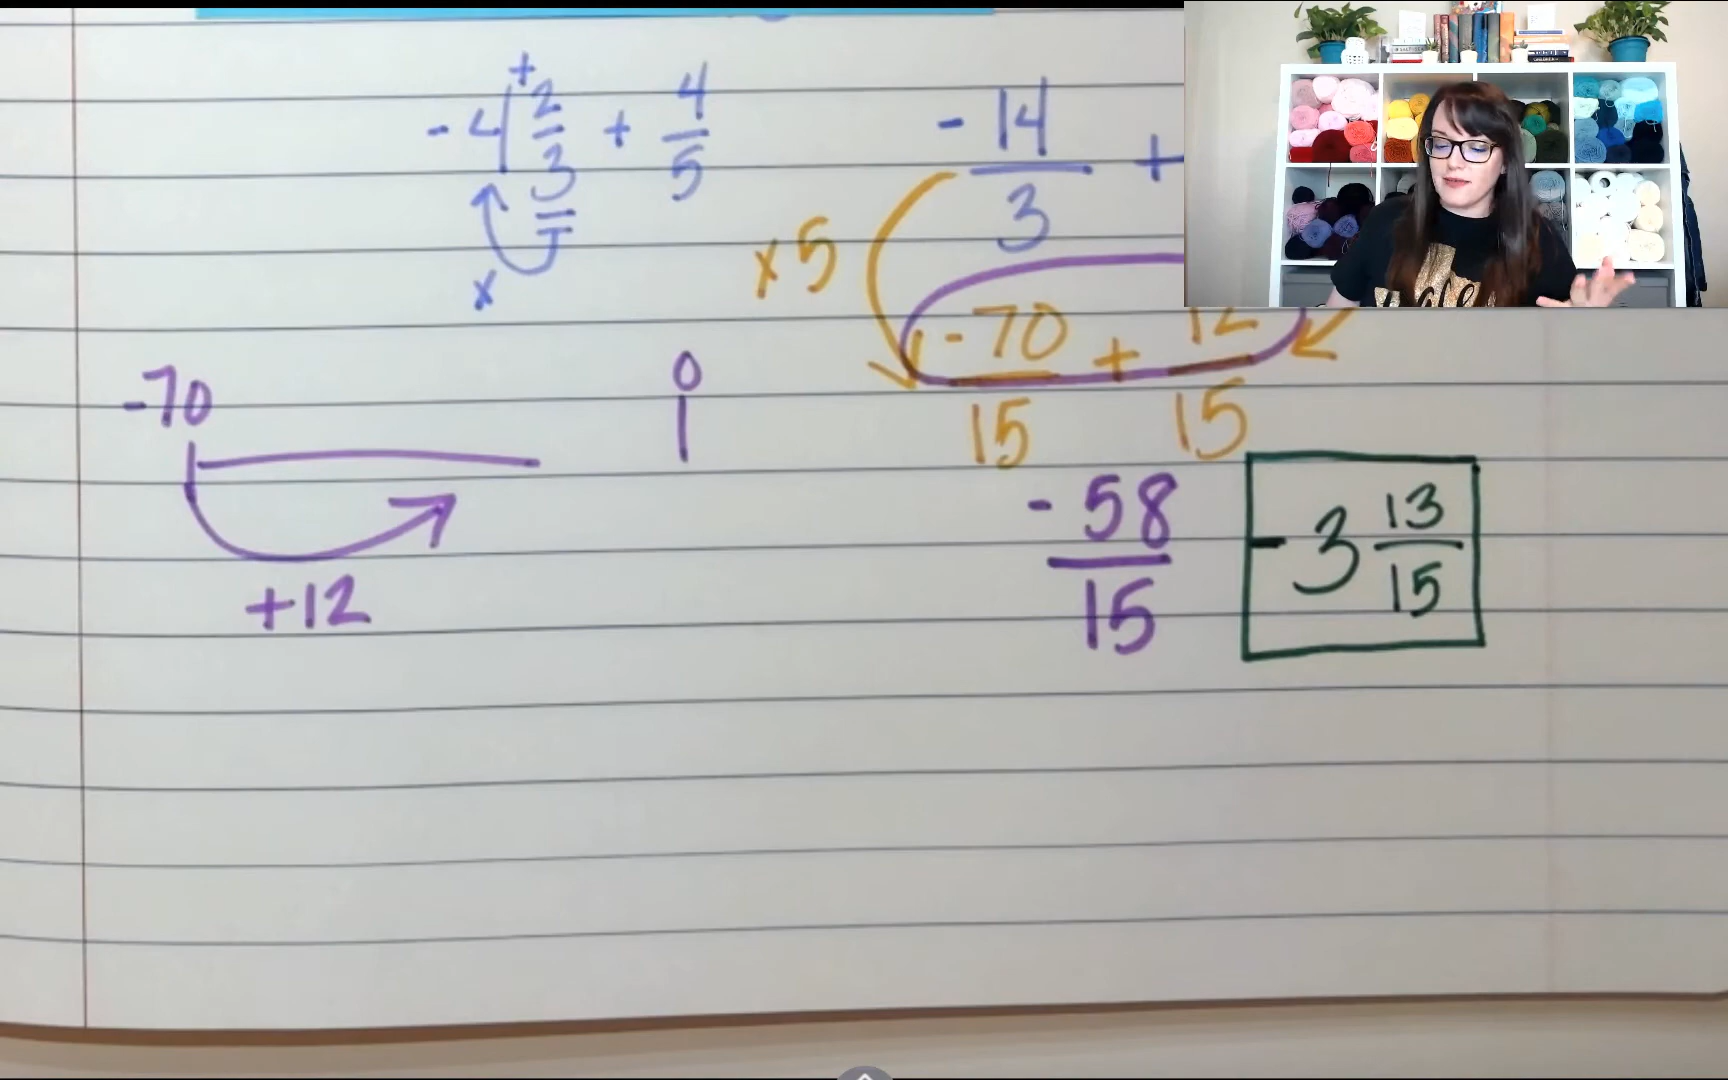 -4 2/3 + 4/5
+
x
- 14/3 +
x5
-70/15 + 12/15
-70
0
+12
-58/15
-3 13/15